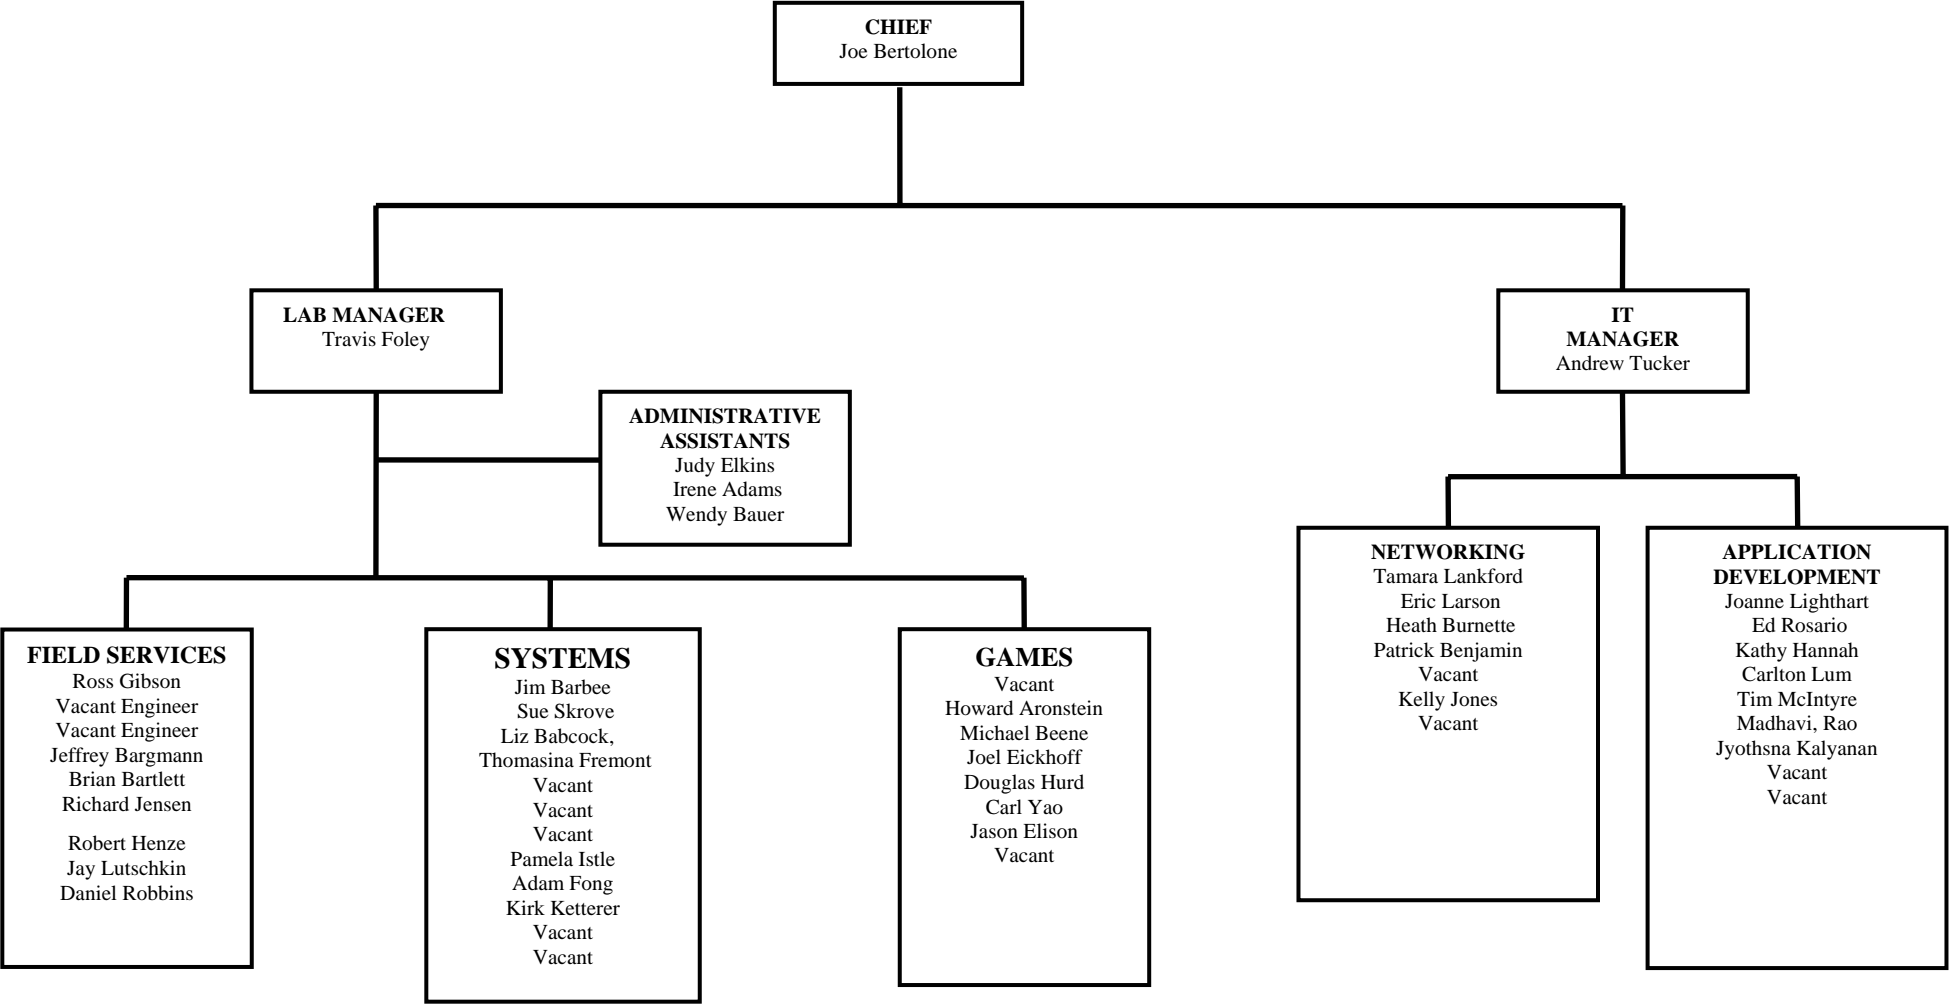 CHIEF
Joe Bertolone
LAB MANAGER
Travis Foley
IT
MANAGER
Andrew Tucker
ADMINISTRATIVE
ASSISTANTS
Judy Elkins
Irene Adams
Wendy Bauer
FIELD SERVICES
Ross Gibson
Vacant Engineer
Vacant Engineer
Jeffrey Bargmann
Brian Bartlett
Richard Jensen
Robert Henze
Jay Lutschkin
Daniel Robbins
SYSTEMS
Jim Barbee
Sue Skrove
Liz Babcock,
Thomasina Fremont
Vacant
Vacant
Vacant
Pamela Istle
Adam Fong
Kirk Ketterer
Vacant
Vacant
GAMES
Vacant
Howard Aronstein
Michael Beene
Joel Eickhoff
Douglas Hurd
Carl Yao
Jason Elison
Vacant
NETWORKING
Tamara Lankford
Eric Larson
Heath Burnette
Patrick Benjamin
Vacant
Kelly Jones
Vacant
APPLICATION
DEVELOPMENT
Joanne Lighthart
Ed Rosario
Kathy Hannah
Carlton Lum
Tim McIntyre
Madhavi, Rao
Jyothsna Kalyanan
Vacant
Vacant